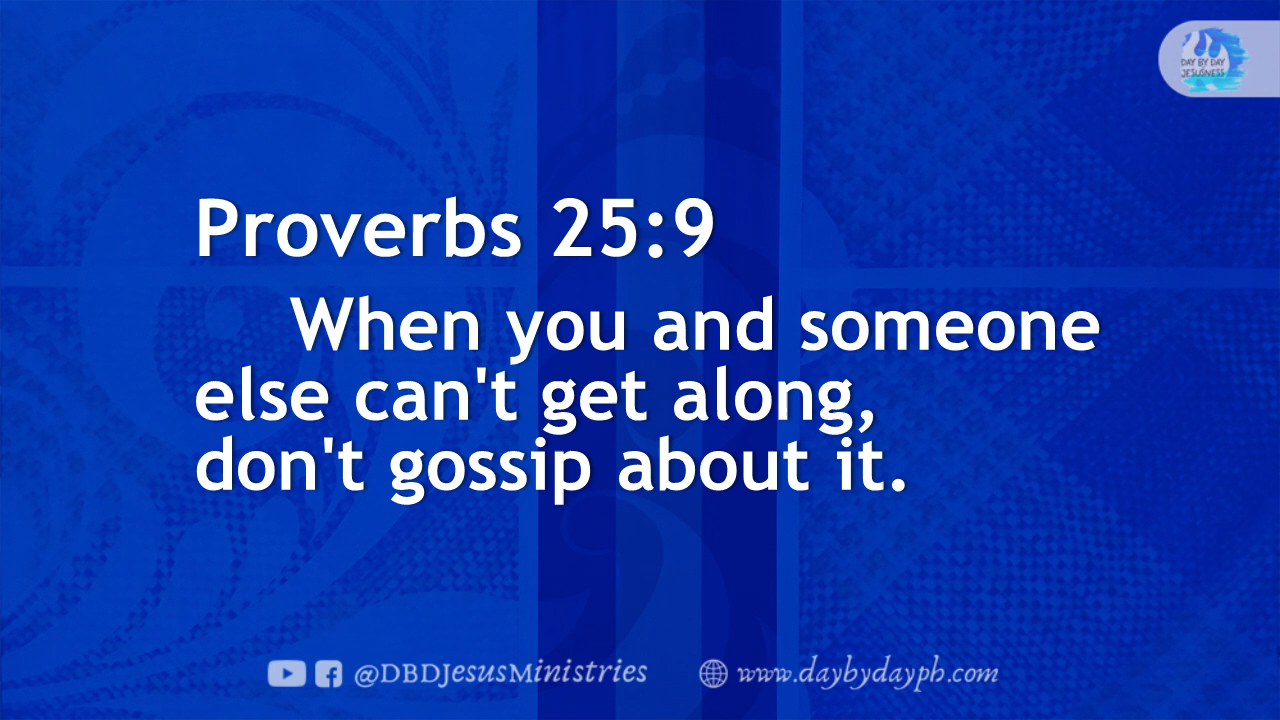 DAY BY DAY
JESUSNESS
Proverbs 25:9
When you and someone
else can't get along,
don't gossip about it.
@DBDJesusMinistries
www.daybydayph.com